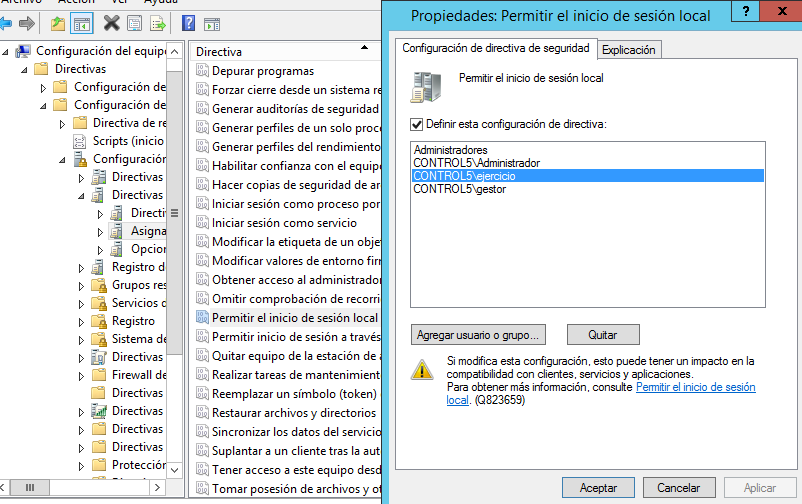 Archivo Acción Ver Ayuda
Configuración del equipo
Directivas
Configuración de
Configuración de
Directiva de re
Scripts (inicio
Configuración
Directivas
Directivas
Directi
Asigna
Opcion
Registro d
Grupos res
Servicios d
Registro
Sistema de
Directivas
Firewall de
Directivas
Directivas
Directivas
Directivas
Protección
Directiva
Depurar programas
Forzar cierre desde un sistema re
Generar auditorías de seguridad
Generar perfiles de un solo proce
Generar perfiles del rendimiento
Habilitar confianza con el equipo
Hacer copias de seguridad de ar
Iniciar sesión como proceso por
Iniciar sesión como servicio
Modificar la etiqueta de un obje
Modificar valores de entorno firm
Obtener acceso al administrador
Omitir comprobación de recorri
Permitir el inicio de sesión local
Permitir inicio de sesión a través
Quitar equipo de la estación de a
Realizar tareas de mantenimient
Reemplazar un símbolo (token)
Restaurar archivos y directorios
Sincronizar los datos del servicio
Suplantar a un cliente tras la aut
Tener acceso a este equipo desd
Tomar posesión de archivos y ot
Propiedades: Permitir el inicio de sesión local
? X
Configuración de directiva de seguridad Explicación
Permitir el inicio de sesión local
Definir esta configuración de directiva:
Administradores
CONTROL5\Administrador
CONTROL5\ejercicio
CONTROL5\gestor
Agregar usuario o grupo... Quitar
Si modifica esta configuración, esto puede tener un impacto en la
compatibilidad con clientes, servicios y aplicaciones.
Para obtener más información, consulte Permitir el inicio de sesión
local. (Q823659)
Aceptar Cancelar Aplicar